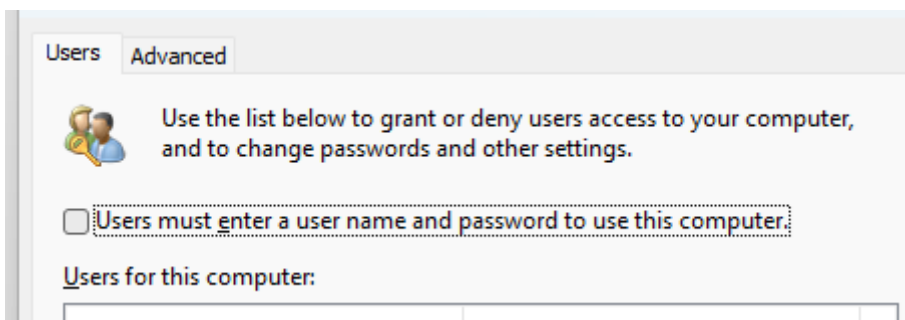 Users Advanced
Use the list below to grant or deny users access to your computer,
and to change passwords and other settings.
Users must enter a user name and password to use this computer.
Users for this computer: